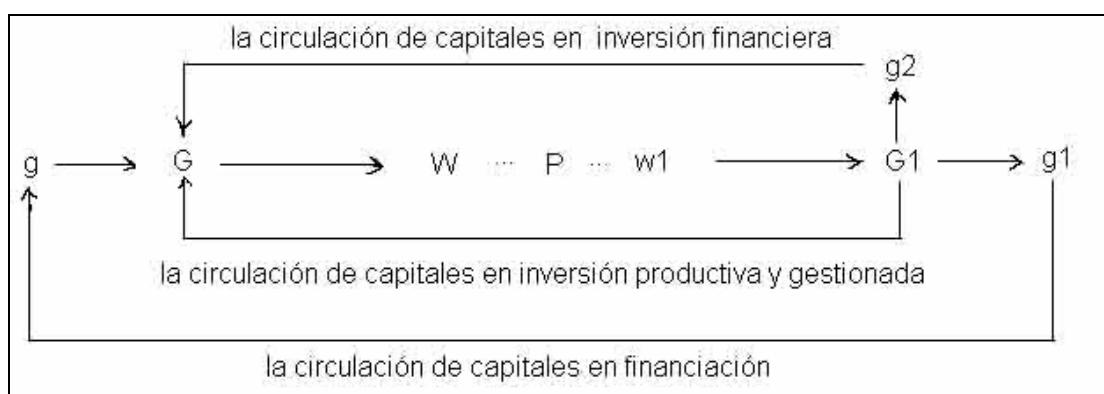 la circulación de capitales en inversión financiera
g2
g G W ... P ... w1 G1 g1
la circulación de capitales en inversión productiva y gestionada
la circulación de capitales en financiación